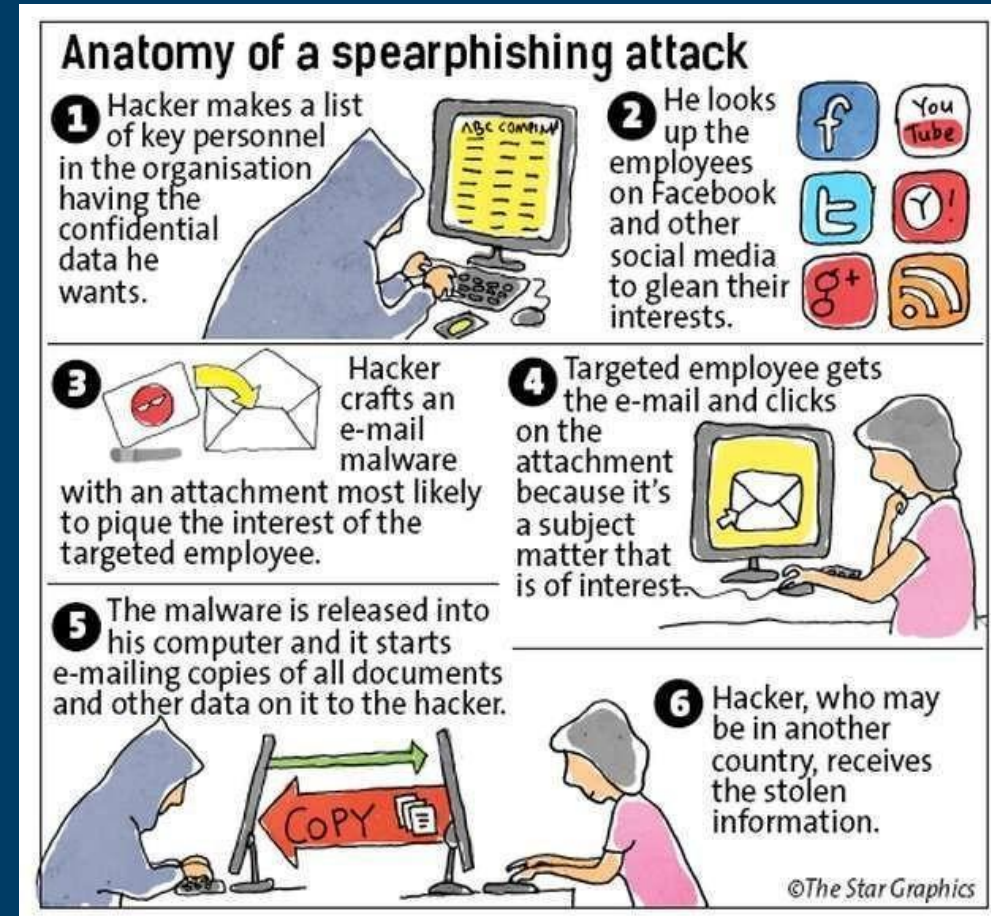 Anatomy of a spearphishing attack
1 Hacker makes a list
of key personnel
in the organisation
having the
confidential
data he
wants.
ABC COMPANY
2 He looks
up the
employees
on Facebook
and other
social media
to glean their
interests.
f
You
Tube
t
Y!
g+
3 Hacker
crafts an
e-mail
malware
with an attachment most likely
to pique the interest of the
targeted employee.
4 Targeted employee gets
the e-mail and clicks
on the
attachment
because it's
a subject
matter that
is of interest.
5 The malware is released into
his computer and it starts
e-mailing copies of all documents
and other data on it to the hacker.
COPY
6 Hacker, who may
be in another
country, receives
the stolen
information.
©The Star Graphics